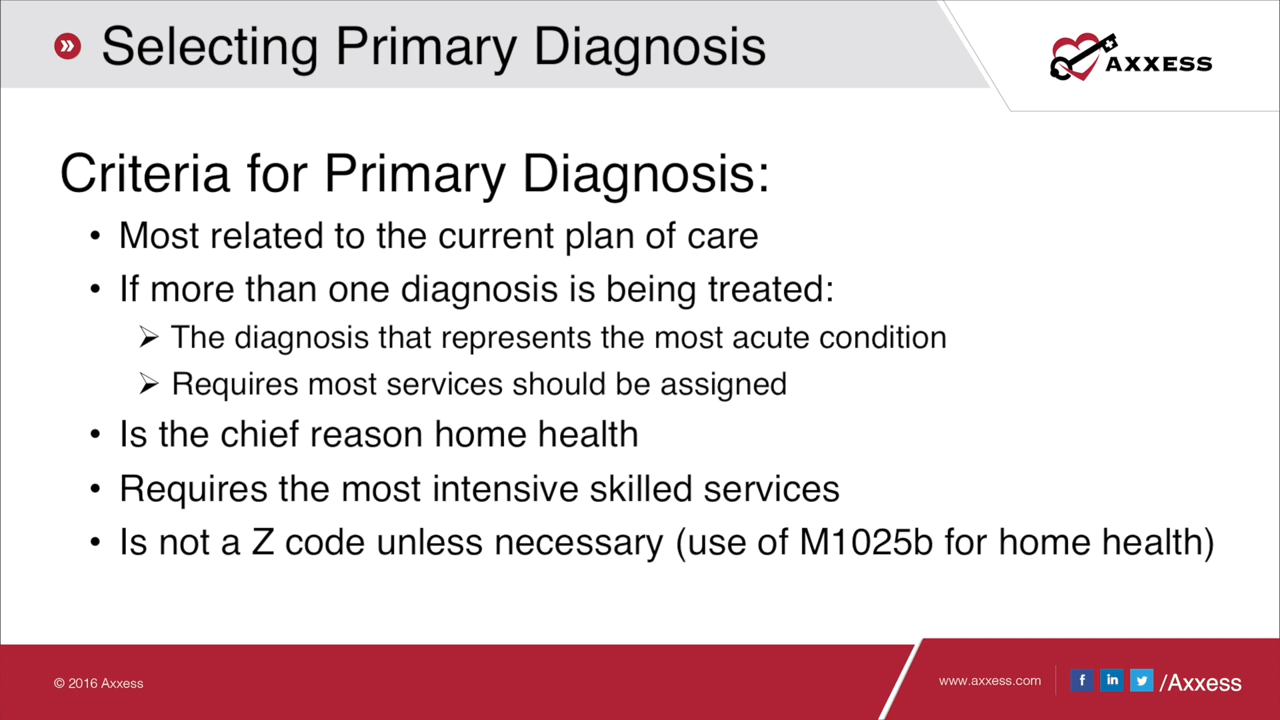 Selecting Primary Diagnosis
AXXESS
Criteria for Primary Diagnosis:
• Most related to the current plan of care
• If more than one diagnosis is being treated:
➢ The diagnosis that represents the most acute condition
➢ Requires most services should be assigned
• Is the chief reason home health
• Requires the most intensive skilled services
• Is not a Z code unless necessary (use of M1025b for home health)
© 2016 Axxess
www.axxess.com
/Axxess